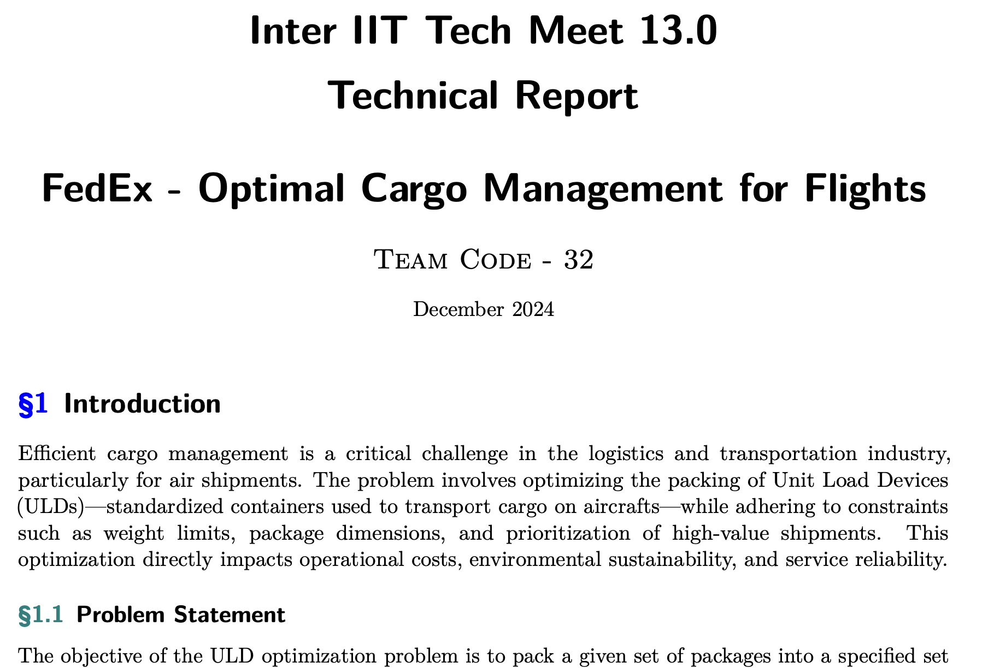 Inter IIT Tech Meet 13.0
Technical Report
FedEx - Optimal Cargo Management for Flights
Team Code - 32
December 2024
§1 Introduction
Efficient cargo management is a critical challenge in the logistics and transportation industry,
particularly for air shipments. The problem involves optimizing the packing of Unit Load Devices
(ULDs)—standardized containers used to transport cargo on aircrafts—while adhering to constraints
such as weight limits, package dimensions, and prioritization of high-value shipments. This
optimization directly impacts operational costs, environmental sustainability, and service reliability.
§1.1 Problem Statement
The objective of the ULD optimization problem is to pack a given set of packages into a specified set